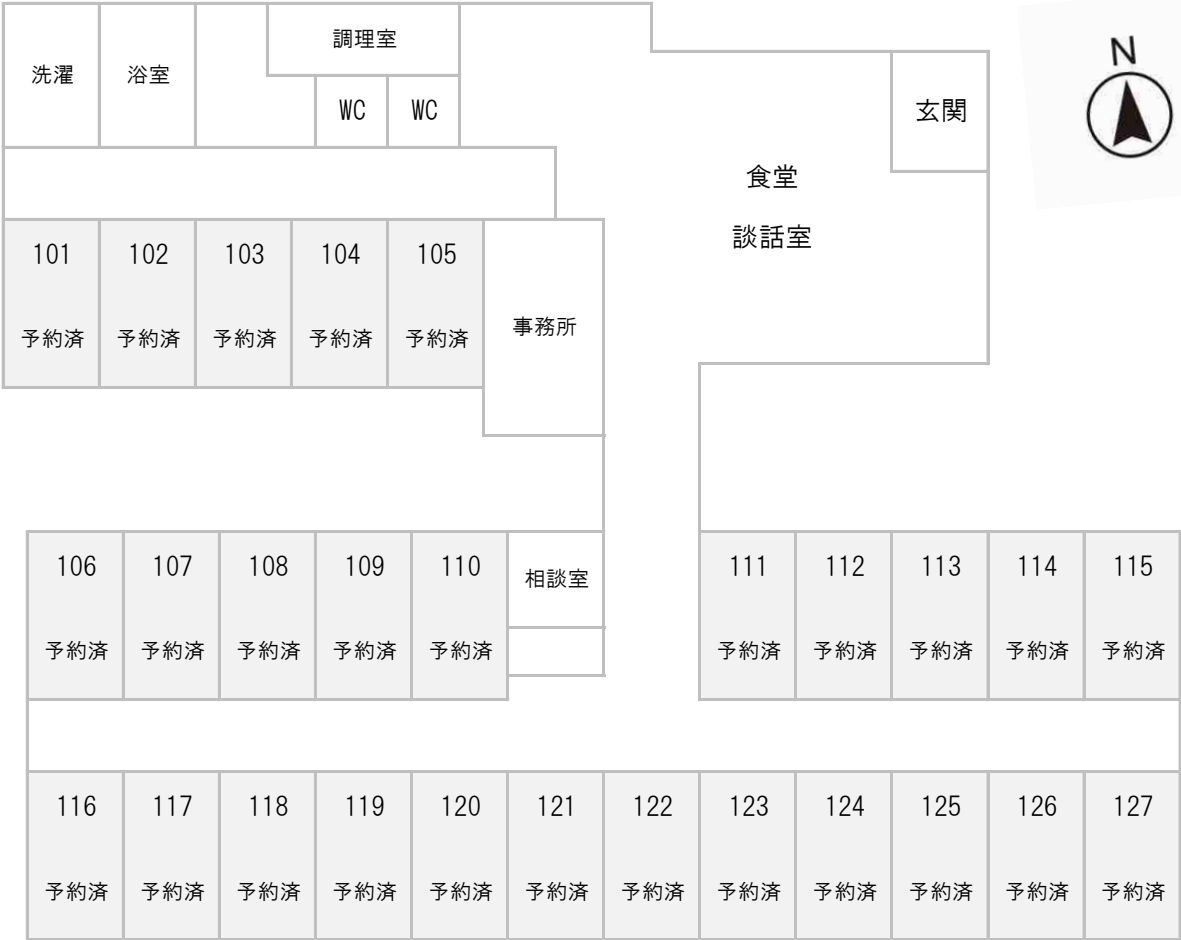 調理室
洗濯
浴室
WC
WC
N
玄関
食堂
談話室
101
102
103
104
105
予約済
予約済
予約済
予約済
予約済
事務所
106
107
108
109
110
予約済
予約済
予約済
予約済
予約済
相談室
111
112
113
114
115
予約済
予約済
予約済
予約済
予約済
116
117
118
119
120
121
122
123
124
125
126
127
予約済
予約済
予約済
予約済
予約済
予約済
予約済
予約済
予約済
予約済
予約済
予約済